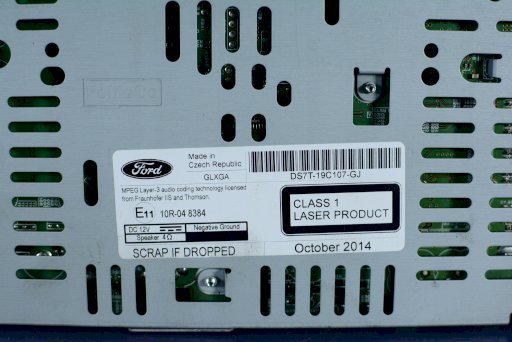 Ford
Made in
Czech Republic
GLXGA
DS7T-19C107-GJ
MPEG Layer-3 audio coding technology licensed
from Fraunhofer IIS and Thomson.
E11 10R-04 8384
CLASS 1
LASER PRODUCT
DC 12V Negative Ground
Speaker 4Ω
SCRAP IF DROPPED
October 2014